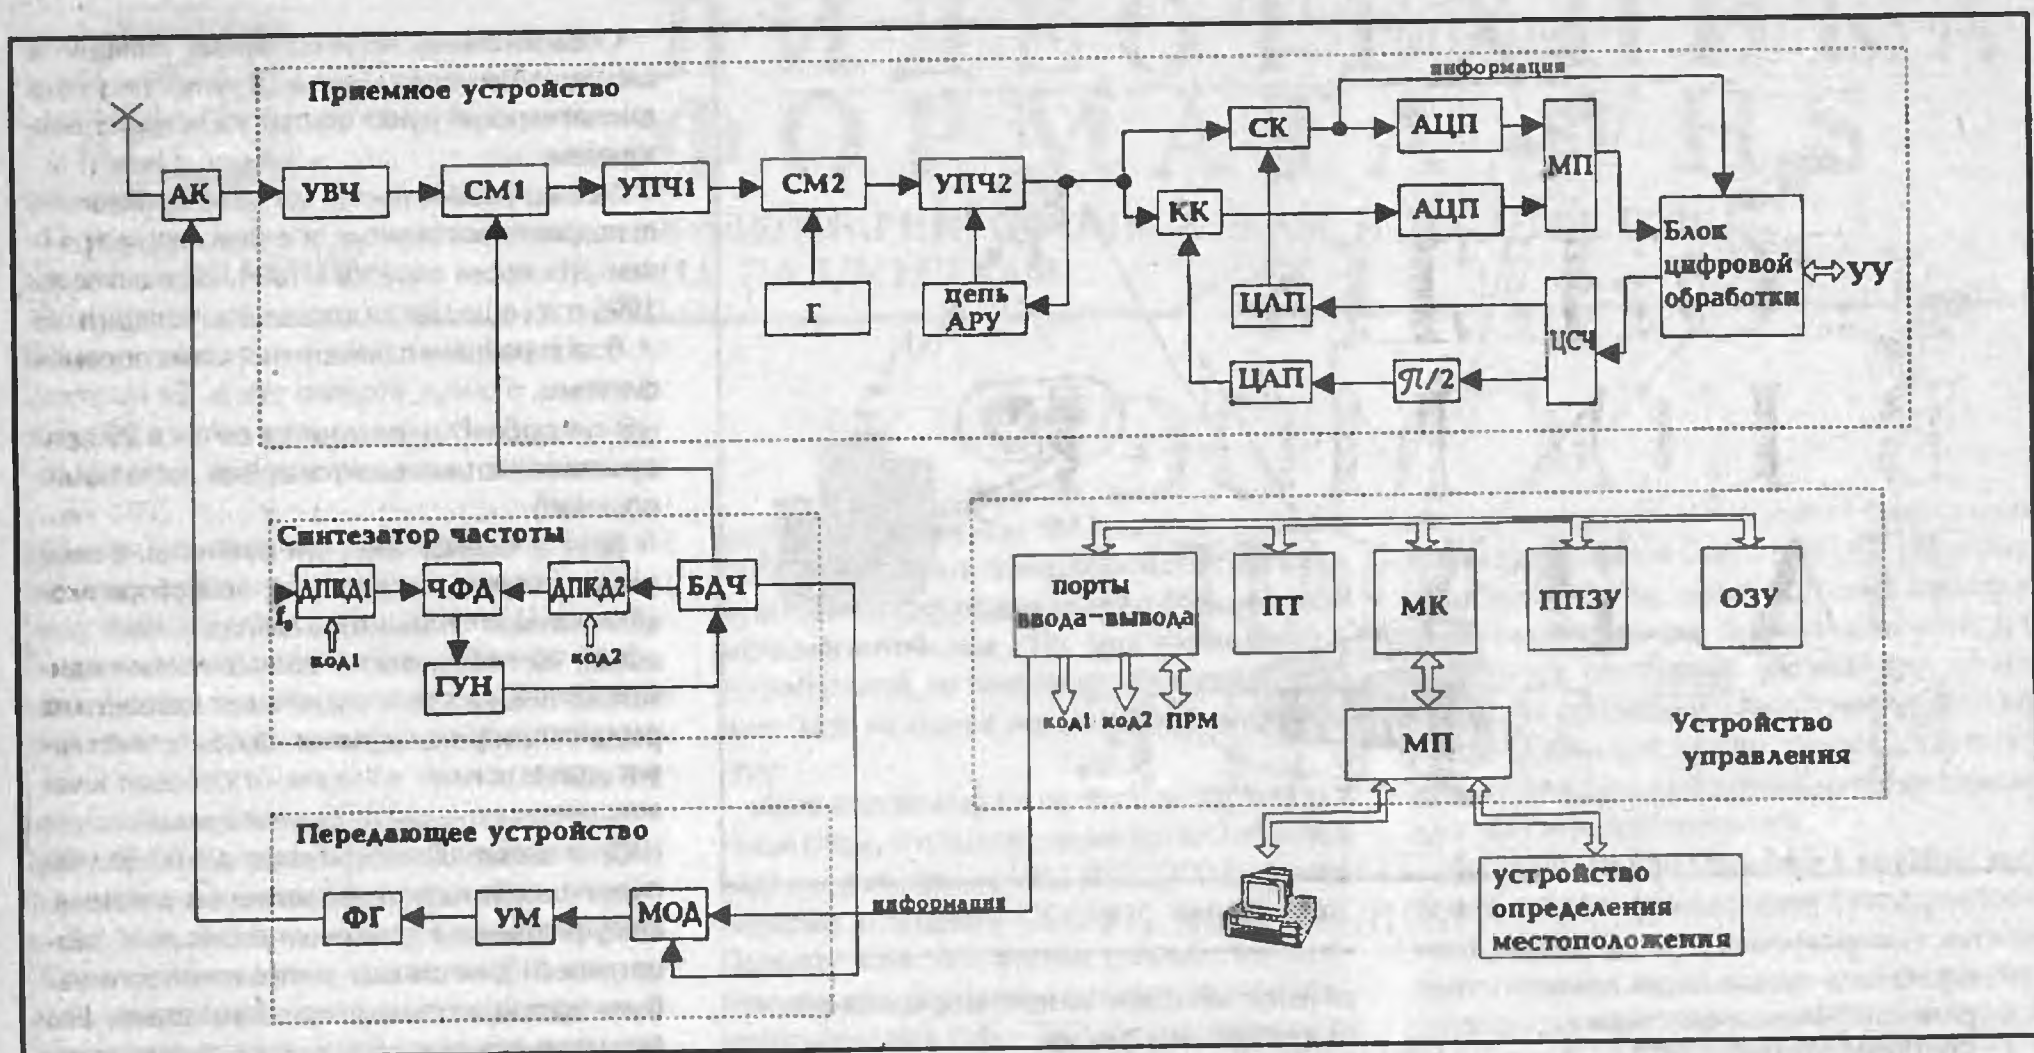 информация
Приемное устройство
АК
УВЧ
СМ1
УПЧ1
СМ2
УПЧ2
СК
КК
АЦП
АЦП
МП
Блок
цифровой
обработки
УУ
Г
цепь
АРУ
ЦАП
ЦАП
π/2
ЦСЧ
Синтезатор частоты
ДПКД1
ЧФД
ДПКД2
БДЧ
f₀
код1
код2
ГУН
порты
ввода-вывода
ПТ
МК
ППЗУ
ОЗУ
код1 код2 ПРМ
МП
Устройство
управления
Передающее устройство
ФГ
УМ
МОД
информация
устройство
определения
местоположения